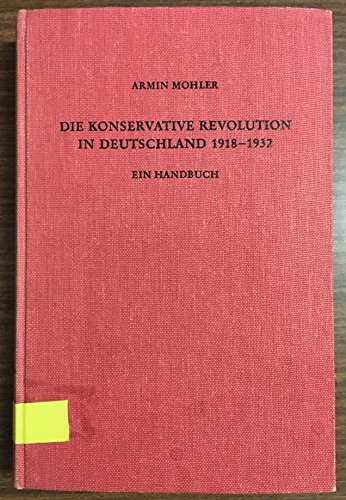 ARMIN MOHLER
DIE KONSERVATIVE REVOLUTION
IN DEUTSCHLAND 1918–1932
EIN HANDBUCH